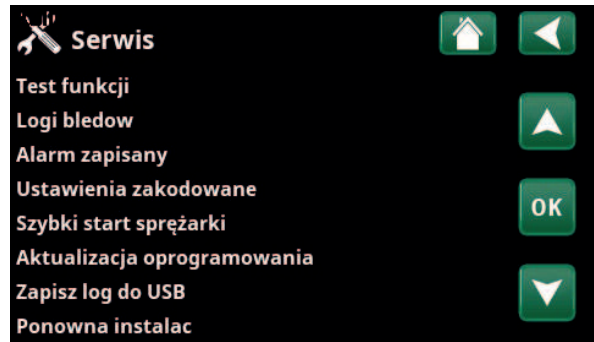 Serwis
Test funkcji
Logi bledow
Alarm zapisany
Ustawienia zakodowane
Szybki start sprężarki
Aktualizacja oprogramowania
Zapisz log do USB
Ponowna instalac
OK